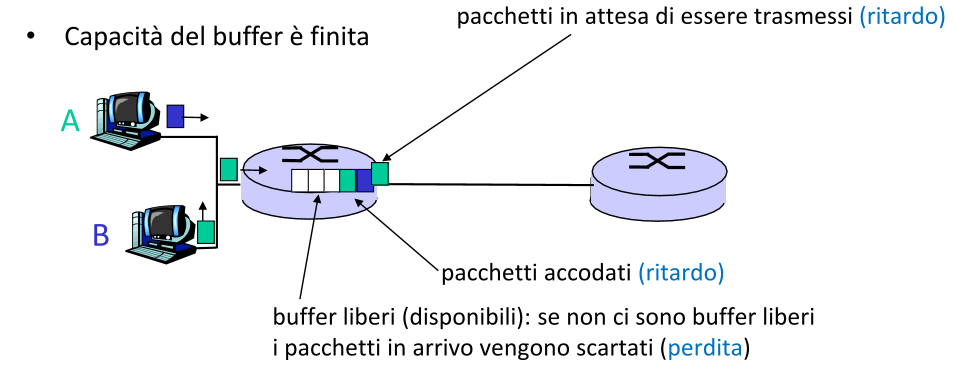 pacchetti in attesa di essere trasmessi (ritardo)
• Capacità del buffer è finita
A
B
pacchetti accodati (ritardo)
buffer liberi (disponibili): se non ci sono buffer liberi
i pacchetti in arrivo vengono scartati (perdita)